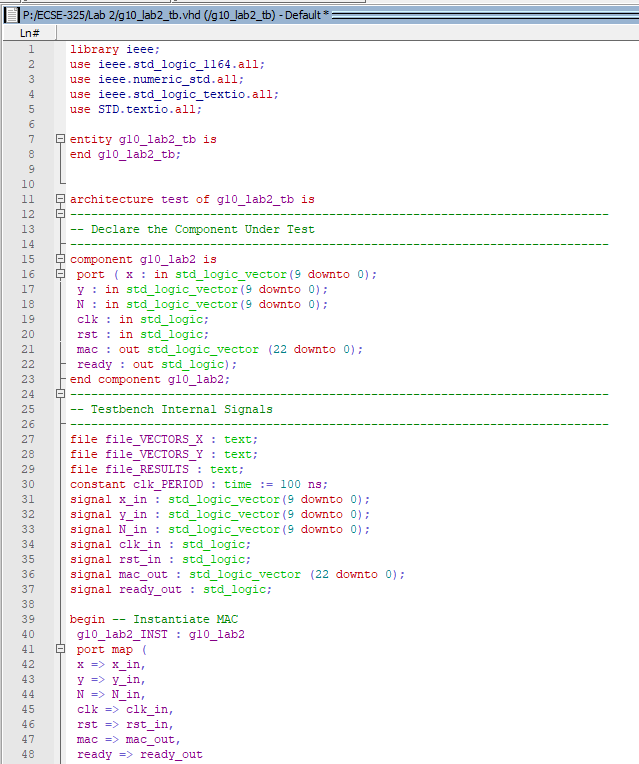 P:/ECSE-325/Lab 2/g10_lab2_tb.vhd (/g10_lab2_tb) - Default *
Ln#
1 library ieee;
2 use ieee.std_logic_1164.all;
3 use ieee.numeric_std.all;
4 use ieee.std_logic_textio.all;
5 use STD.textio.all;
6
7 entity g10_lab2_tb is
8 end g10_lab2_tb;
9
10
11 architecture test of g10_lab2_tb is
12 -----------------------------------------------------------------------------
13 -- Declare the Component Under Test
14 -----------------------------------------------------------------------------
15 component g10_lab2 is
16 port ( x : in std_logic_vector(9 downto 0);
17 y : in std_logic_vector(9 downto 0);
18 N : in std_logic_vector(9 downto 0);
19 clk : in std_logic;
20 rst : in std_logic;
21 mac : out std_logic_vector (22 downto 0);
22 ready : out std_logic);
23 end component g10_lab2;
24 -----------------------------------------------------------------------------
25 -- Testbench Internal Signals
26 -----------------------------------------------------------------------------
27 file file_VECTORS_X : text;
28 file file_VECTORS_Y : text;
29 file file_RESULTS : text;
30 constant clk_PERIOD : time := 100 ns;
31 signal x_in : std_logic_vector(9 downto 0);
32 signal y_in : std_logic_vector(9 downto 0);
33 signal N_in : std_logic_vector(9 downto 0);
34 signal clk_in : std_logic;
35 signal rst_in : std_logic;
36 signal mac_out : std_logic_vector (22 downto 0);
37 signal ready_out : std_logic;
38
39 begin -- Instantiate MAC
40 g10_lab2_INST : g10_lab2
41 port map (
42 x => x_in,
43 y => y_in,
44 N => N_in,
45 clk => clk_in,
46 rst => rst_in,
47 mac => mac_out,
48 ready => ready_out